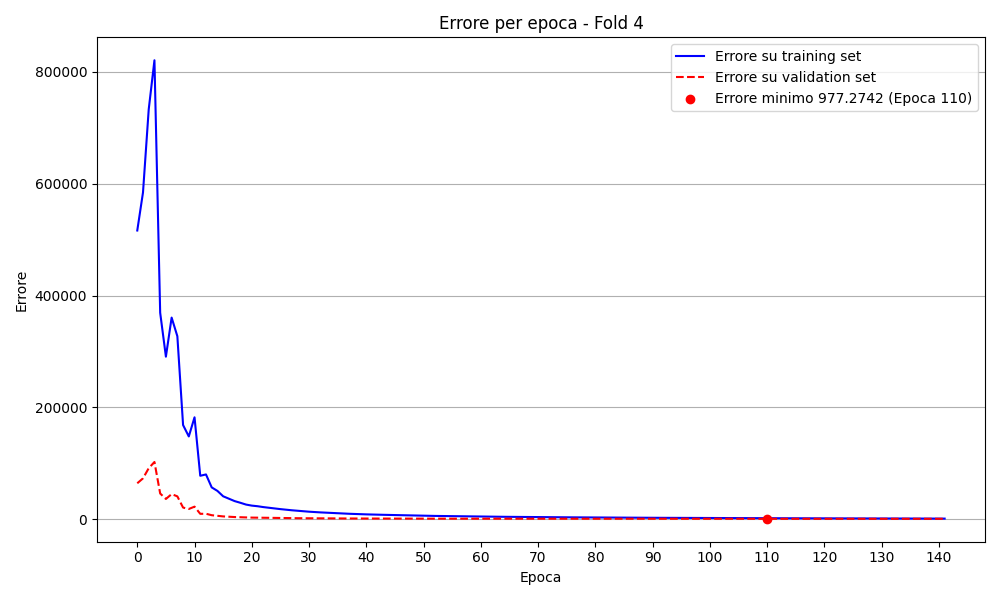 Errore per epoca - Fold 4
Errore su training set
Errore su validation set
Errore minimo 977.2742 (Epoca 110)
Errore
800000
600000
400000
200000
0
0 10 20 30 40 50 60 70 80 90 100 110 120 130 140
Epoca